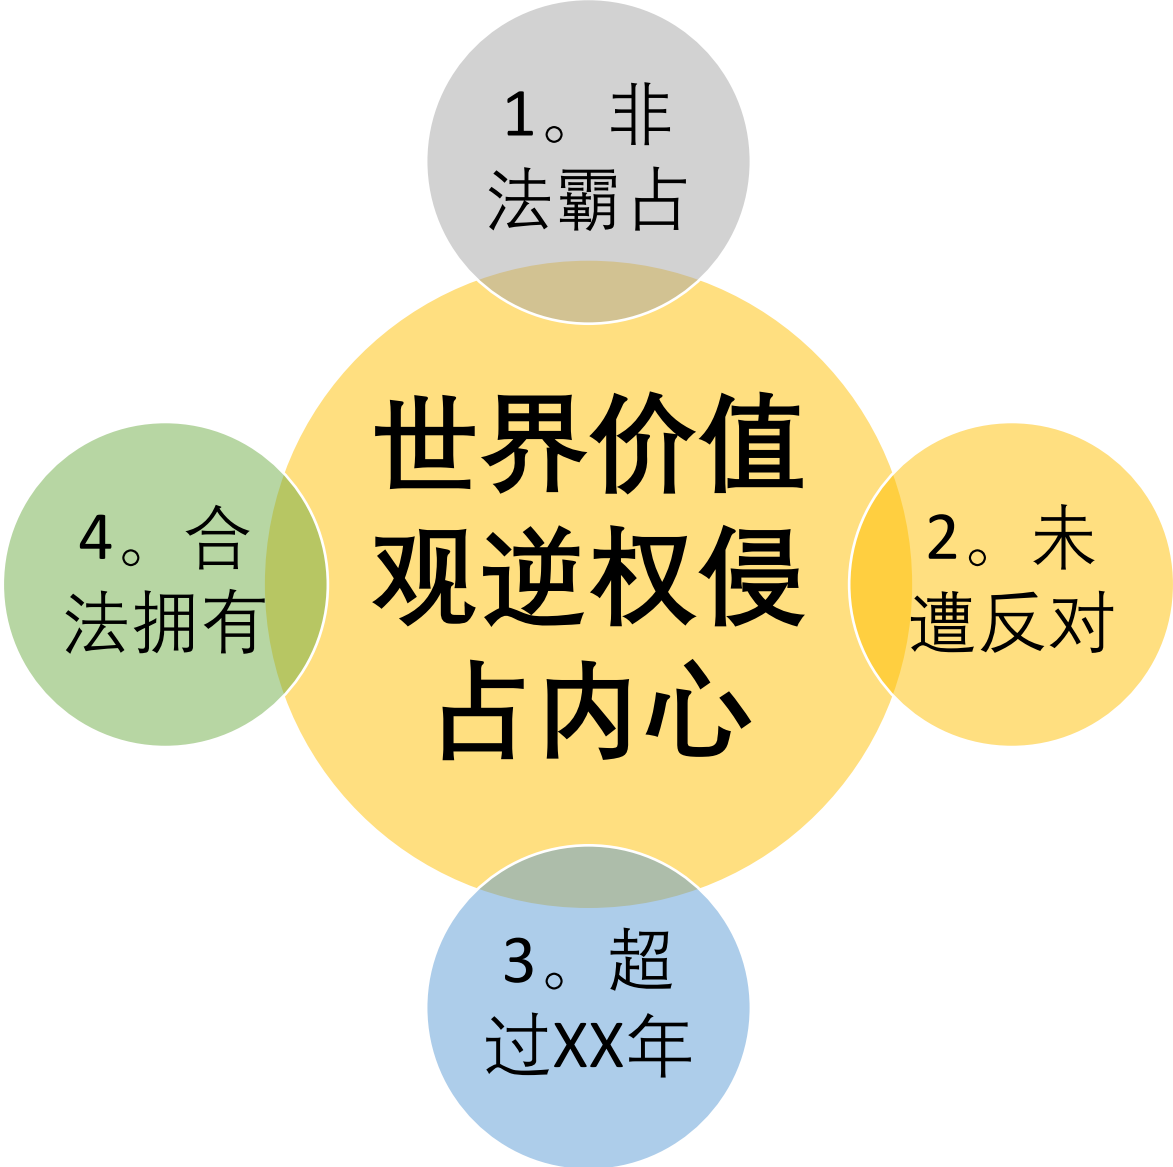 1。非
法霸占
世界价值
观逆权侵
占内心
4。合
法拥有
2。未
遭反对
3。超
过XX年